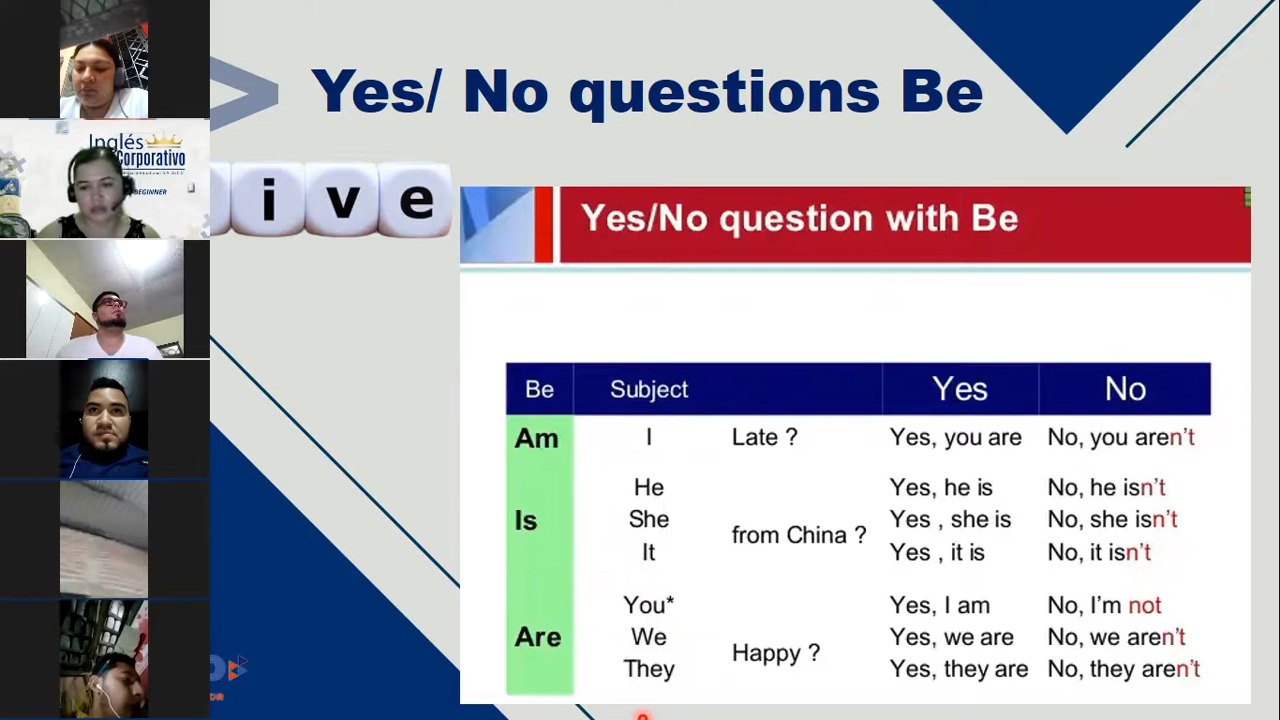 Yes/ No questions Be
Inglés
Corporativo
BEGINNER
i v e
Yes/No question with Be
Be Subject Yes No
Am I Late ? Yes, you are No, you aren't
He Yes, he is No, he isn't
Is She from China ? Yes , she is No, she isn't
It Yes , it is No, it isn't
You* Yes, I am No, I'm not
Are We Happy ? Yes, we are No, we aren't
They Yes, they are No, they aren't